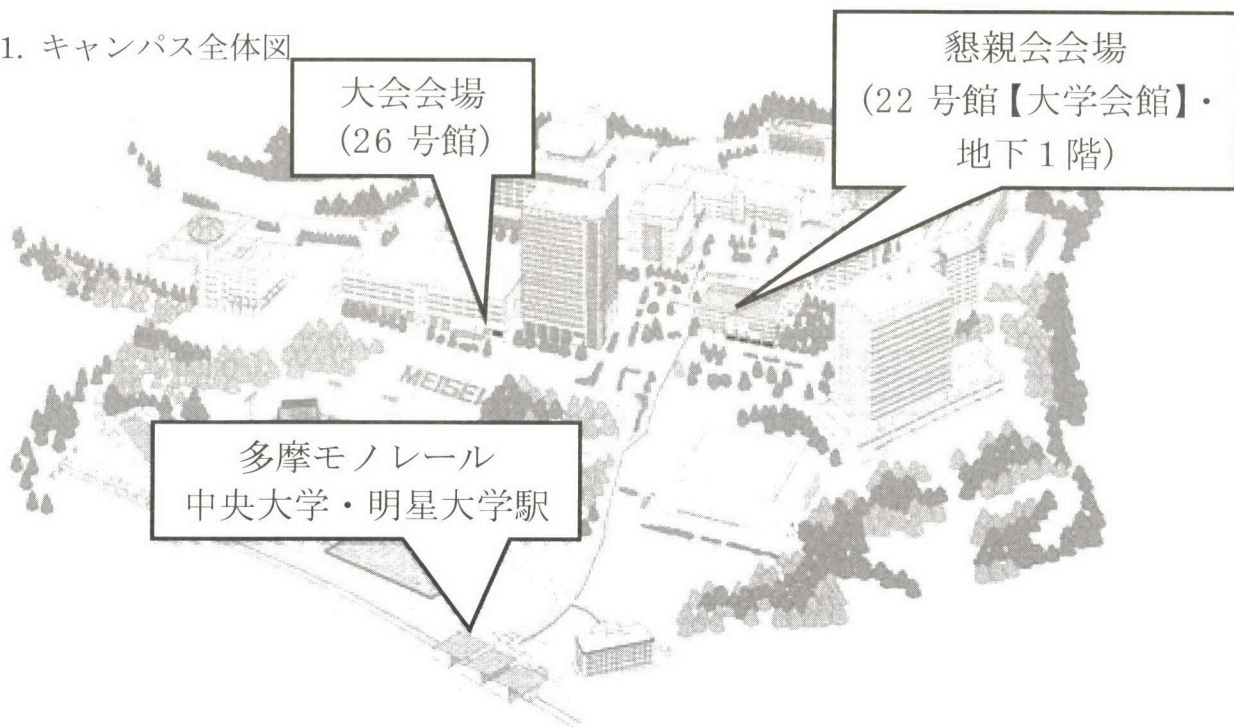 1. キャンパス全体図
大会会場
(26 号館)
懇親会会場
(22 号館【大学会館】・
地下 1 階)
MEISEI
多摩モノレール
中央大学・明星大学駅